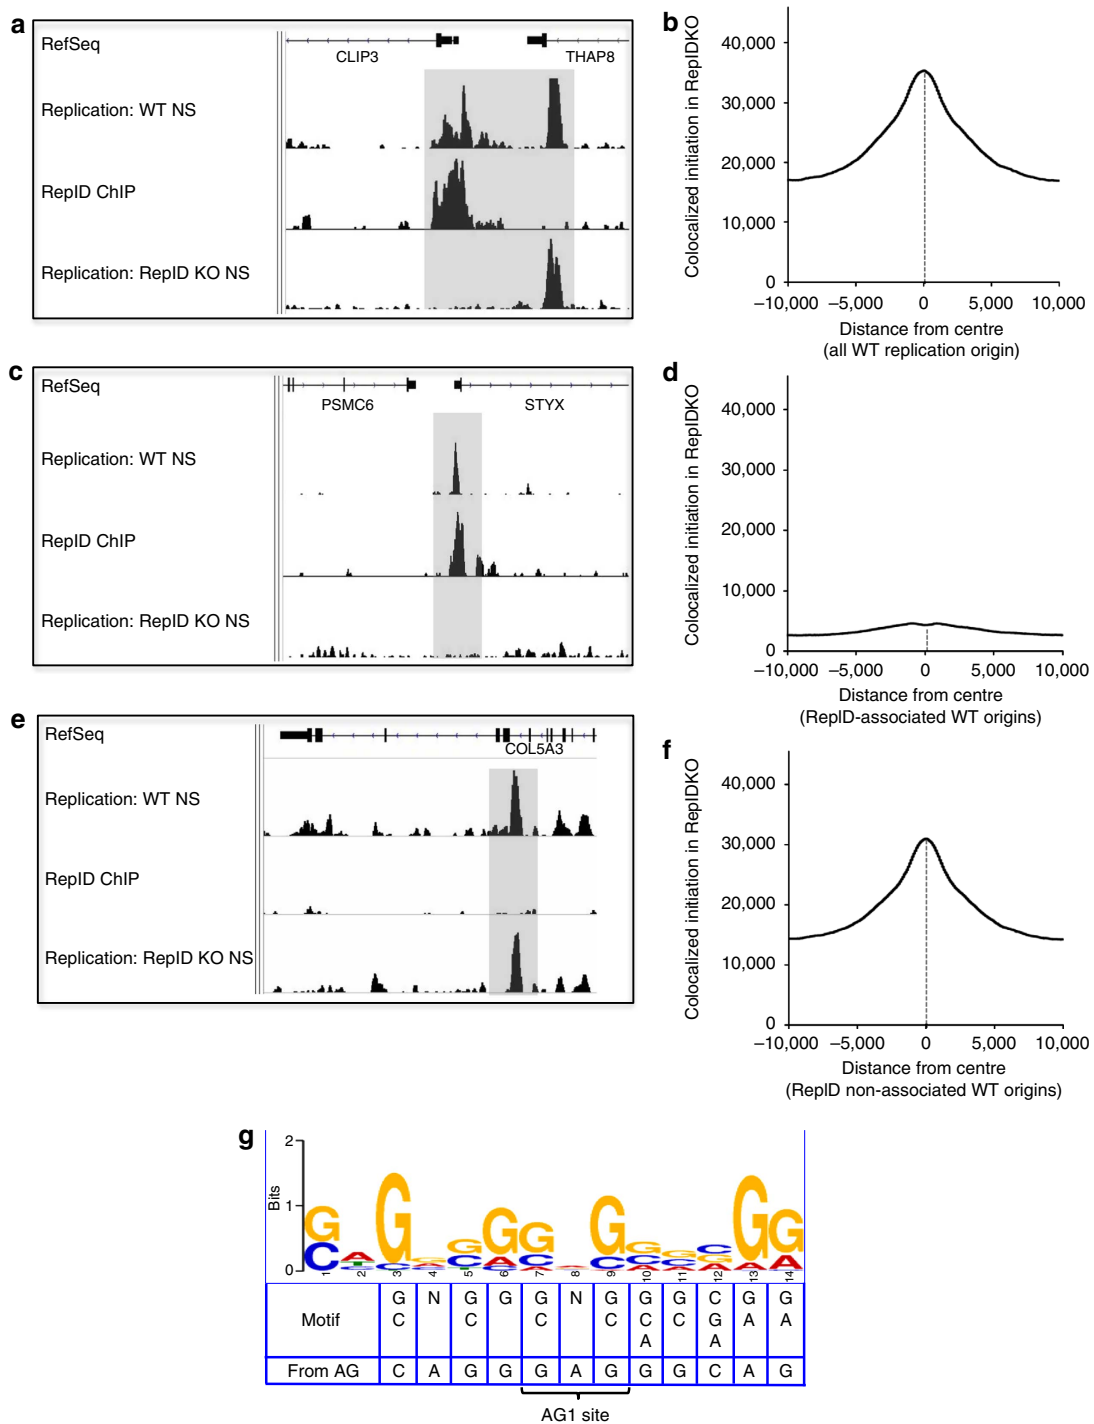 a
RefSeq
CLIP3
THAP8
Replication: WT NS
RepID ChIP
Replication: RepID KO NS
b
Colocalized initiation in RepIDKO
40,000
30,000
20,000
10,000
0
–10,000 –5,000 0 5,000 10,000
Distance from centre
(all WT replication origin)
c
RefSeq
PSMC6
STYX
Replication: WT NS
RepID ChIP
Replication: RepID KO NS
d
Colocalized initiation in RepIDKO
40,000
30,000
20,000
10,000
0
–10,000 –5,000 0 5,000 10,000
Distance from centre
(RepID-associated WT origins)
e
RefSeq
COL5A3
Replication: WT NS
RepID ChIP
Replication: RepID KO NS
f
Colocalized initiation in RepIDKO
40,000
30,000
20,000
10,000
0
–10,000 –5,000 0 5,000 10,000
Distance from centre
(RepID non-associated WT origins)
g
Bits
2
1
0
1 2 3 4 5 6 7 8 9 10 11 12 13 14
G N G G G N G G G C G G
Motif C C C C C C G A A
A A
From AG C A G G G A G G G C A G
AG1 site